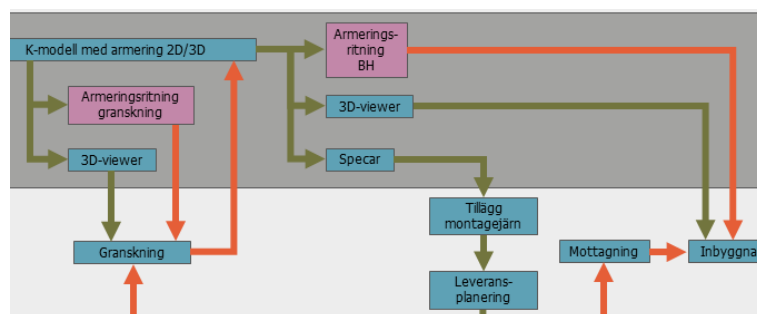 K-modell med armering 2D/3D
Armerings-
ritning
BH
Armeringsritning
granskning
3D-viewer
3D-viewer
Specar
Tillägg
montagejärn
Granskning
Mottagning
Inbyggna
Leverans-
planering